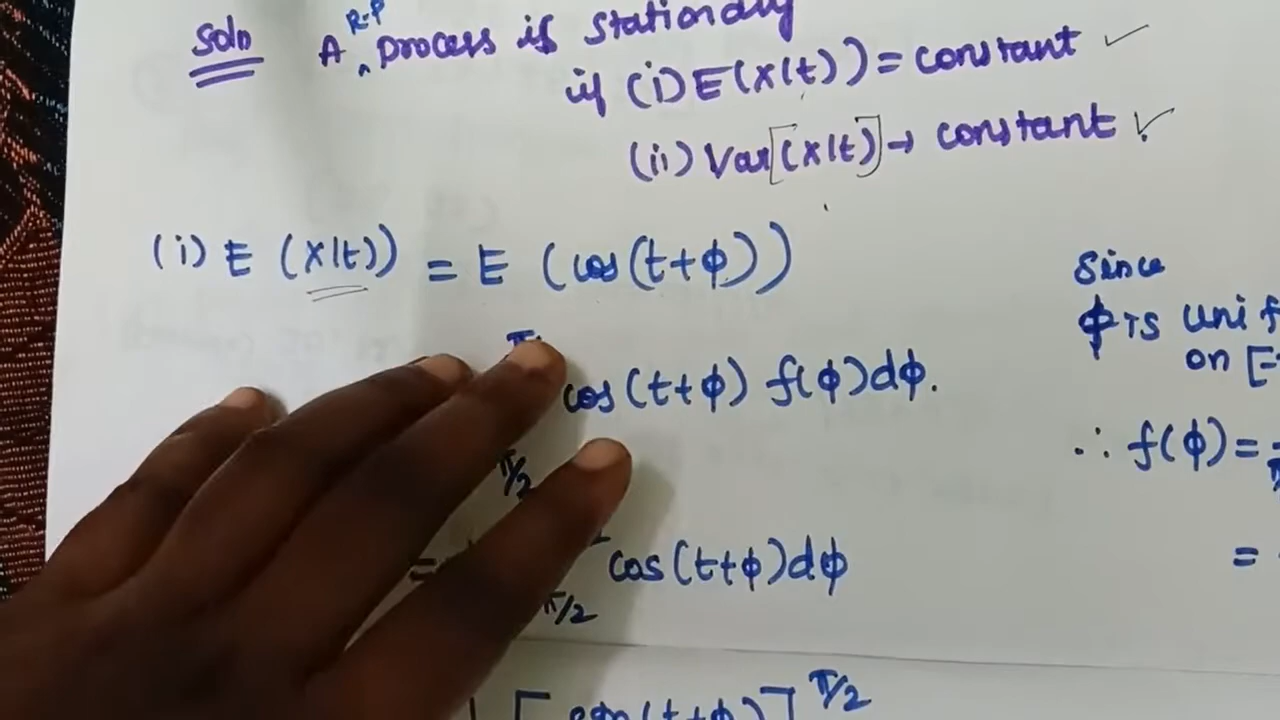 Soln A R.P process is stationary
if (i) E(X(t)) = constant ✓
(ii) Var[(X(t)] → constant ✓
(i) E (X(t)) = E (cos(t+ϕ))
cos(t+ϕ) f(ϕ)dϕ.
π/2
= cos(t+ϕ)dϕ
π/2
[sin(t+ϕ)] π/2
Since
ϕ is
on [-
∴ f(ϕ) =
=